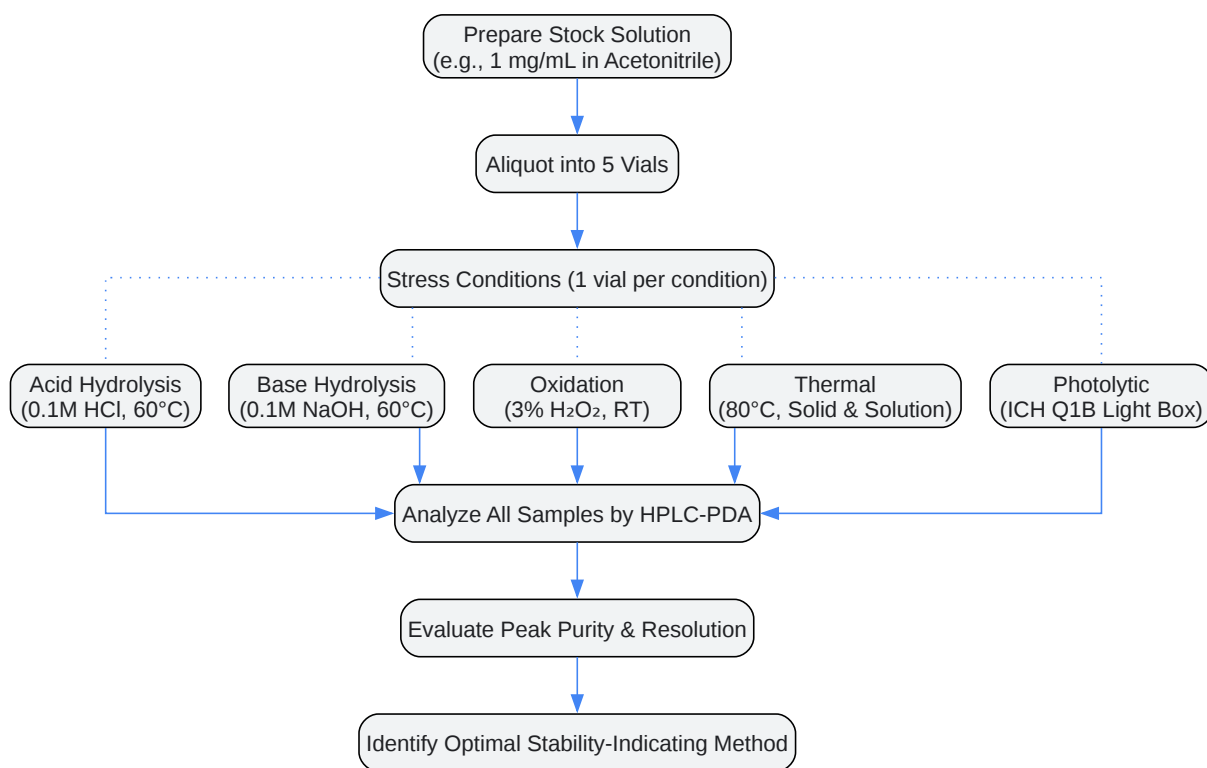 Prepare Stock Solution
(e.g., 1 mg/mL in Acetonitrile)
Aliquot into 5 Vials
Stress Conditions (1 vial per condition)
Acid Hydrolysis
(0.1M HCl, 60°C)
Base Hydrolysis
(0.1M NaOH, 60°C)
Oxidation
(3% H₂O₂, RT)
Thermal
(80°C, Solid & Solution)
Photolytic
(ICH Q1B Light Box)
Analyze All Samples by HPLC-PDA
Evaluate Peak Purity & Resolution
Identify Optimal Stability-Indicating Method